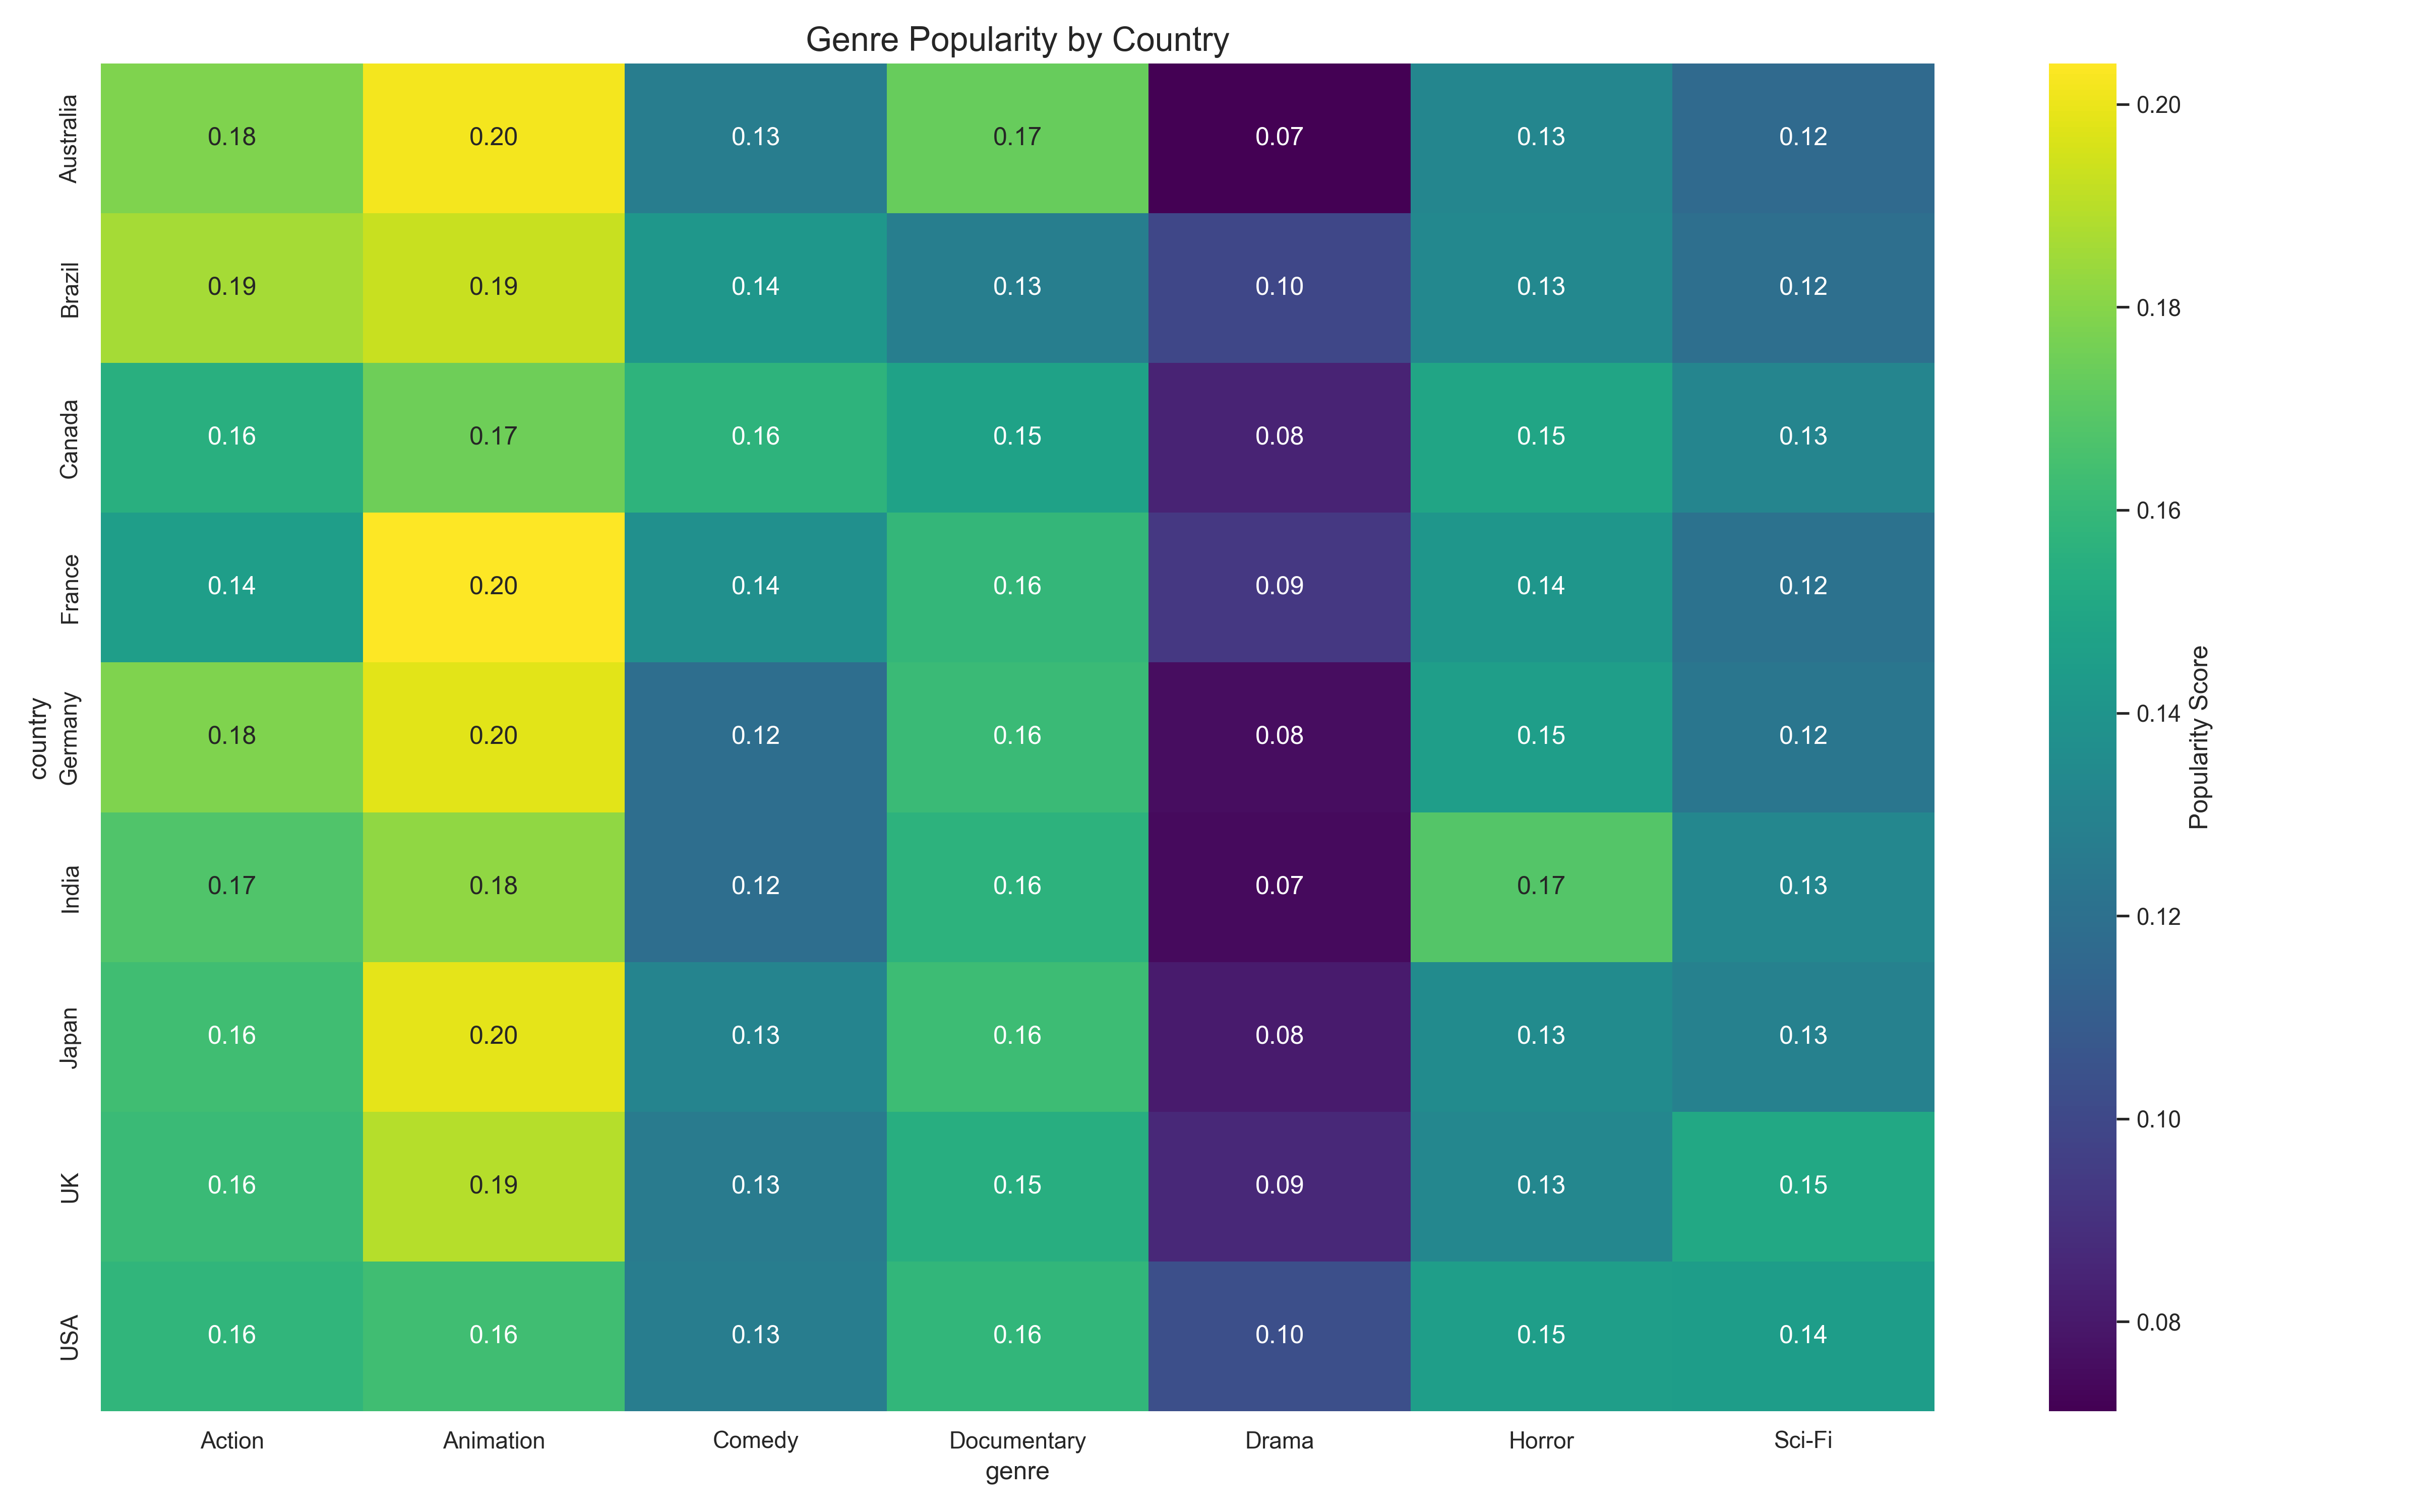 Genre Popularity by Country
country
Australia 0.18 0.20 0.13 0.17 0.07 0.13 0.12
Brazil 0.19 0.19 0.14 0.13 0.10 0.13 0.12
Canada 0.16 0.17 0.16 0.15 0.08 0.15 0.13
France 0.14 0.20 0.14 0.16 0.09 0.14 0.12
Germany 0.18 0.20 0.12 0.16 0.08 0.15 0.12
India 0.17 0.18 0.12 0.16 0.07 0.17 0.13
Japan 0.16 0.20 0.13 0.16 0.08 0.13 0.13
UK 0.16 0.19 0.13 0.15 0.09 0.13 0.15
USA 0.16 0.16 0.13 0.16 0.10 0.15 0.14
Action Animation Comedy Documentary Drama Horror Sci-Fi
genre
0.20
0.18
0.16
0.14
0.12
0.10
0.08
Popularity Score